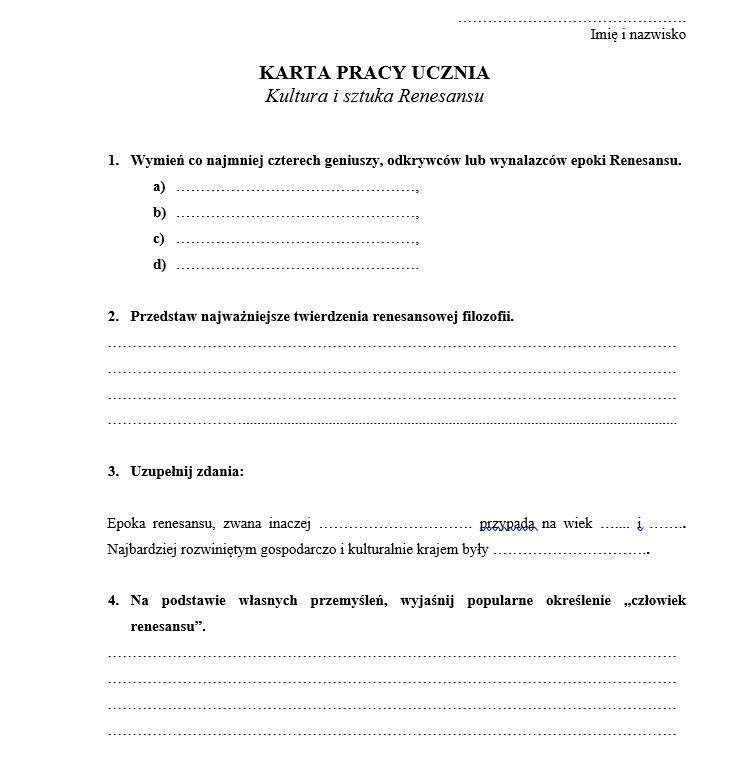 ……………………………………….
Imię i nazwisko
KARTA PRACY UCZNIA
Kultura i sztuka Renesansu
1. Wymień co najmniej czterech geniuszy, odkrywców lub wynalazców epoki Renesansu.
a) …………………………………………,
b) …………………………………………,
c) …………………………………………,
d) ………………………………………….
2. Przedstaw najważniejsze twierdzenia renesansowej filozofii.
……………………………………………………………………………………………………
……………………………………………………………………………………………………
……………………………………………………………………………………………………
……………………………………………………………………………………………………
3. Uzupełnij zdania:
Epoka renesansu, zwana inaczej …………………………. przypada na wiek ….... i …….
Najbardziej rozwiniętym gospodarczo i kulturalnie krajem były ………………………….
4. Na podstawie własnych przemyśleń, wyjaśnij popularne określenie „człowiek
renesansu”.
……………………………………………………………………………………………………
……………………………………………………………………………………………………
……………………………………………………………………………………………………
……………………………………………………………………………………………………